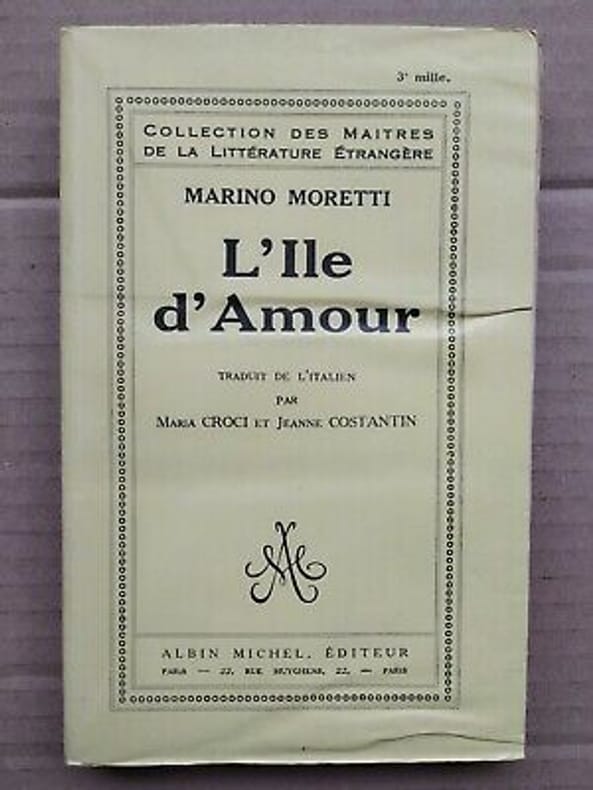 3e mille.
COLLECTION DES MAITRES
DE LA LITTÉRATURE ÉTRANGÈRE
MARINO MORETTI
L'Ile
d'Amour
TRADUIT DE L'ITALIEN
PAR
MARIA CROCI ET JEANNE COSTANTIN
AM
ALBIN MICHEL, ÉDITEUR
PARIS — 22, RUE HUYGHENS, 22, — PARIS